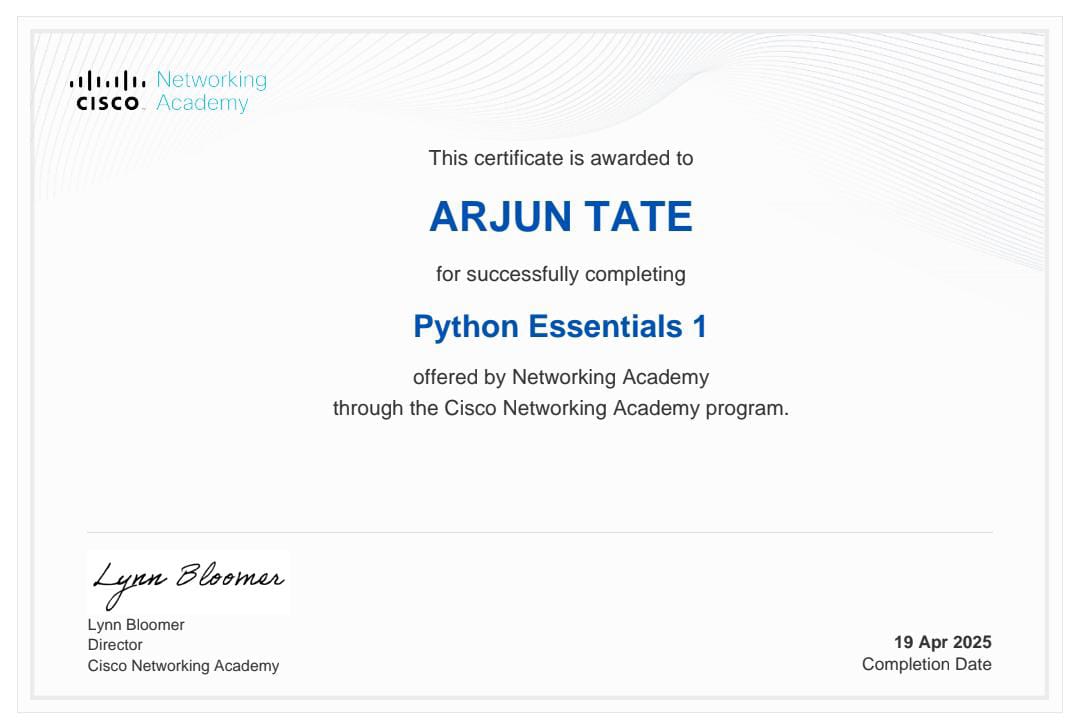 Networking
CISCO Academy
This certificate is awarded to
ARJUN TATE
for successfully completing
Python Essentials 1
offered by Networking Academy
through the Cisco Networking Academy program.
Lynn Bloomer
Lynn Bloomer
Director
Cisco Networking Academy
19 Apr 2025
Completion Date